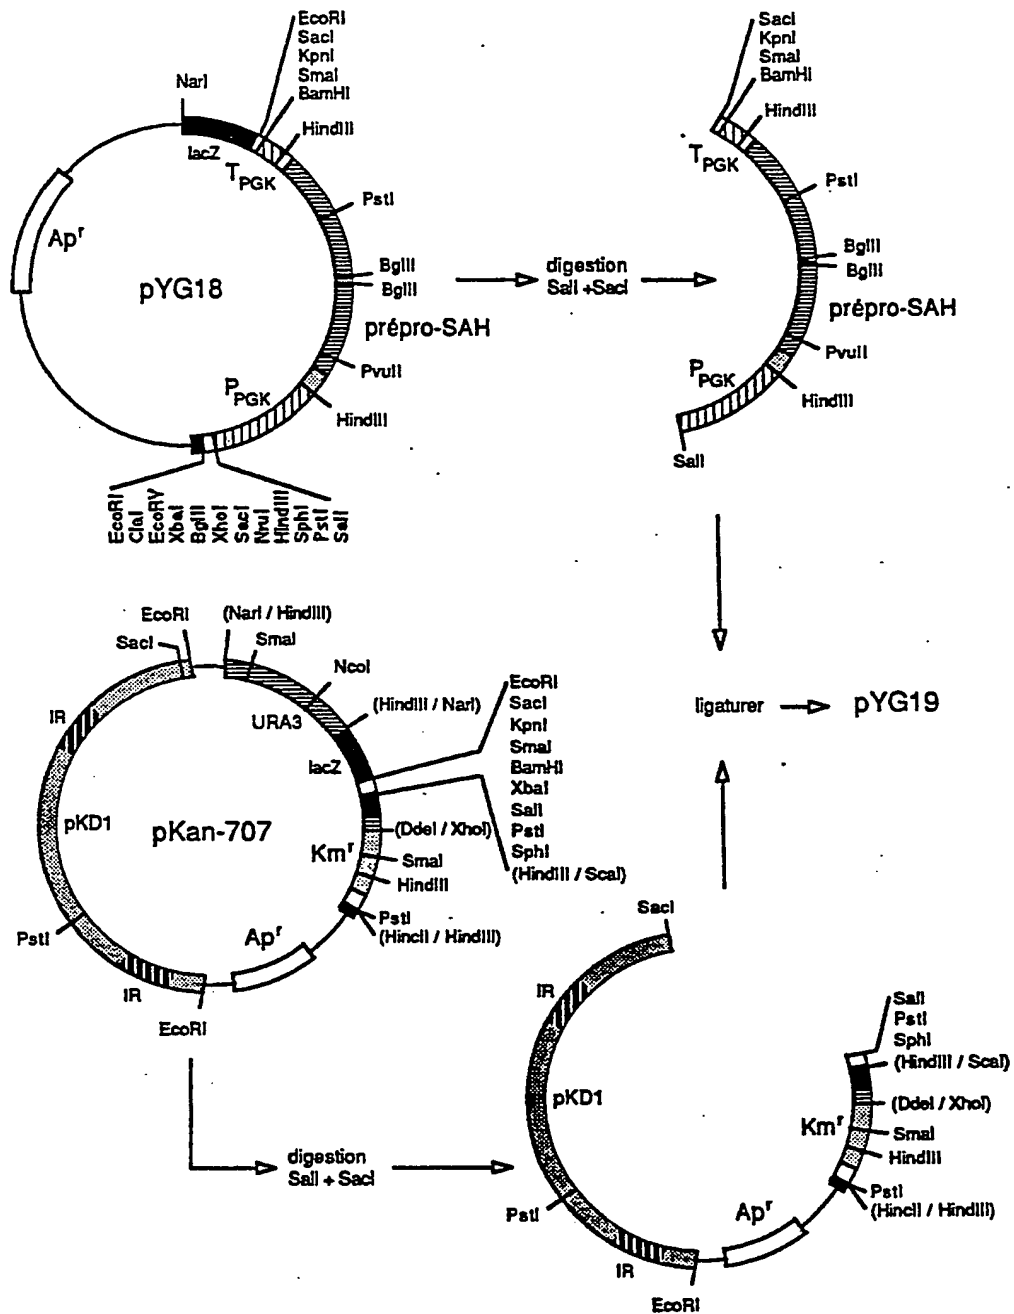 EcoRI
SacI
KpnI
SmaI
BamHI
HindIII
NarI
lacZ
T PGK
PstI
Apʳ
pYG18
BglII
BglII
prépro-SAH
PvuII
P PGK
HindIII
EcoRI
ClaI
EcoRV
XbaI
BglII
XhoI
SacI
NruI
HindIII
SphI
PstI
SalI
digestion
SalI +SacI
SacI
KpnI
SmaI
BamHI
HindIII
T PGK
PstI
BglII
BglII
prépro-SAH
PvuII
P PGK
HindIII
SalI
EcoRI
(NarI / HindIII)
SacI
SmaI
NcoI
IR
URA3
(HindIII / NarI)
lacZ
EcoRI
SacI
KpnI
SmaI
BamHI
XbaI
SalI
PstI
SphI
(HindIII / ScaI)
pKD1
pKan-707
(DdeI / XhoI)
Kmʳ
SmaI
HindIII
PstI
(HincII / HindIII)
PstI
Apʳ
IR
EcoRI
ligaturer
pYG19
digestion
SalI + SacI
SacI
IR
pKD1
SalI
PstI
SphI
(HindIII / ScaI)
(DdeI / XhoI)
Kmʳ
SmaI
HindIII
PstI
(HincII / HindIII)
PstI
Apʳ
IR
EcoRI